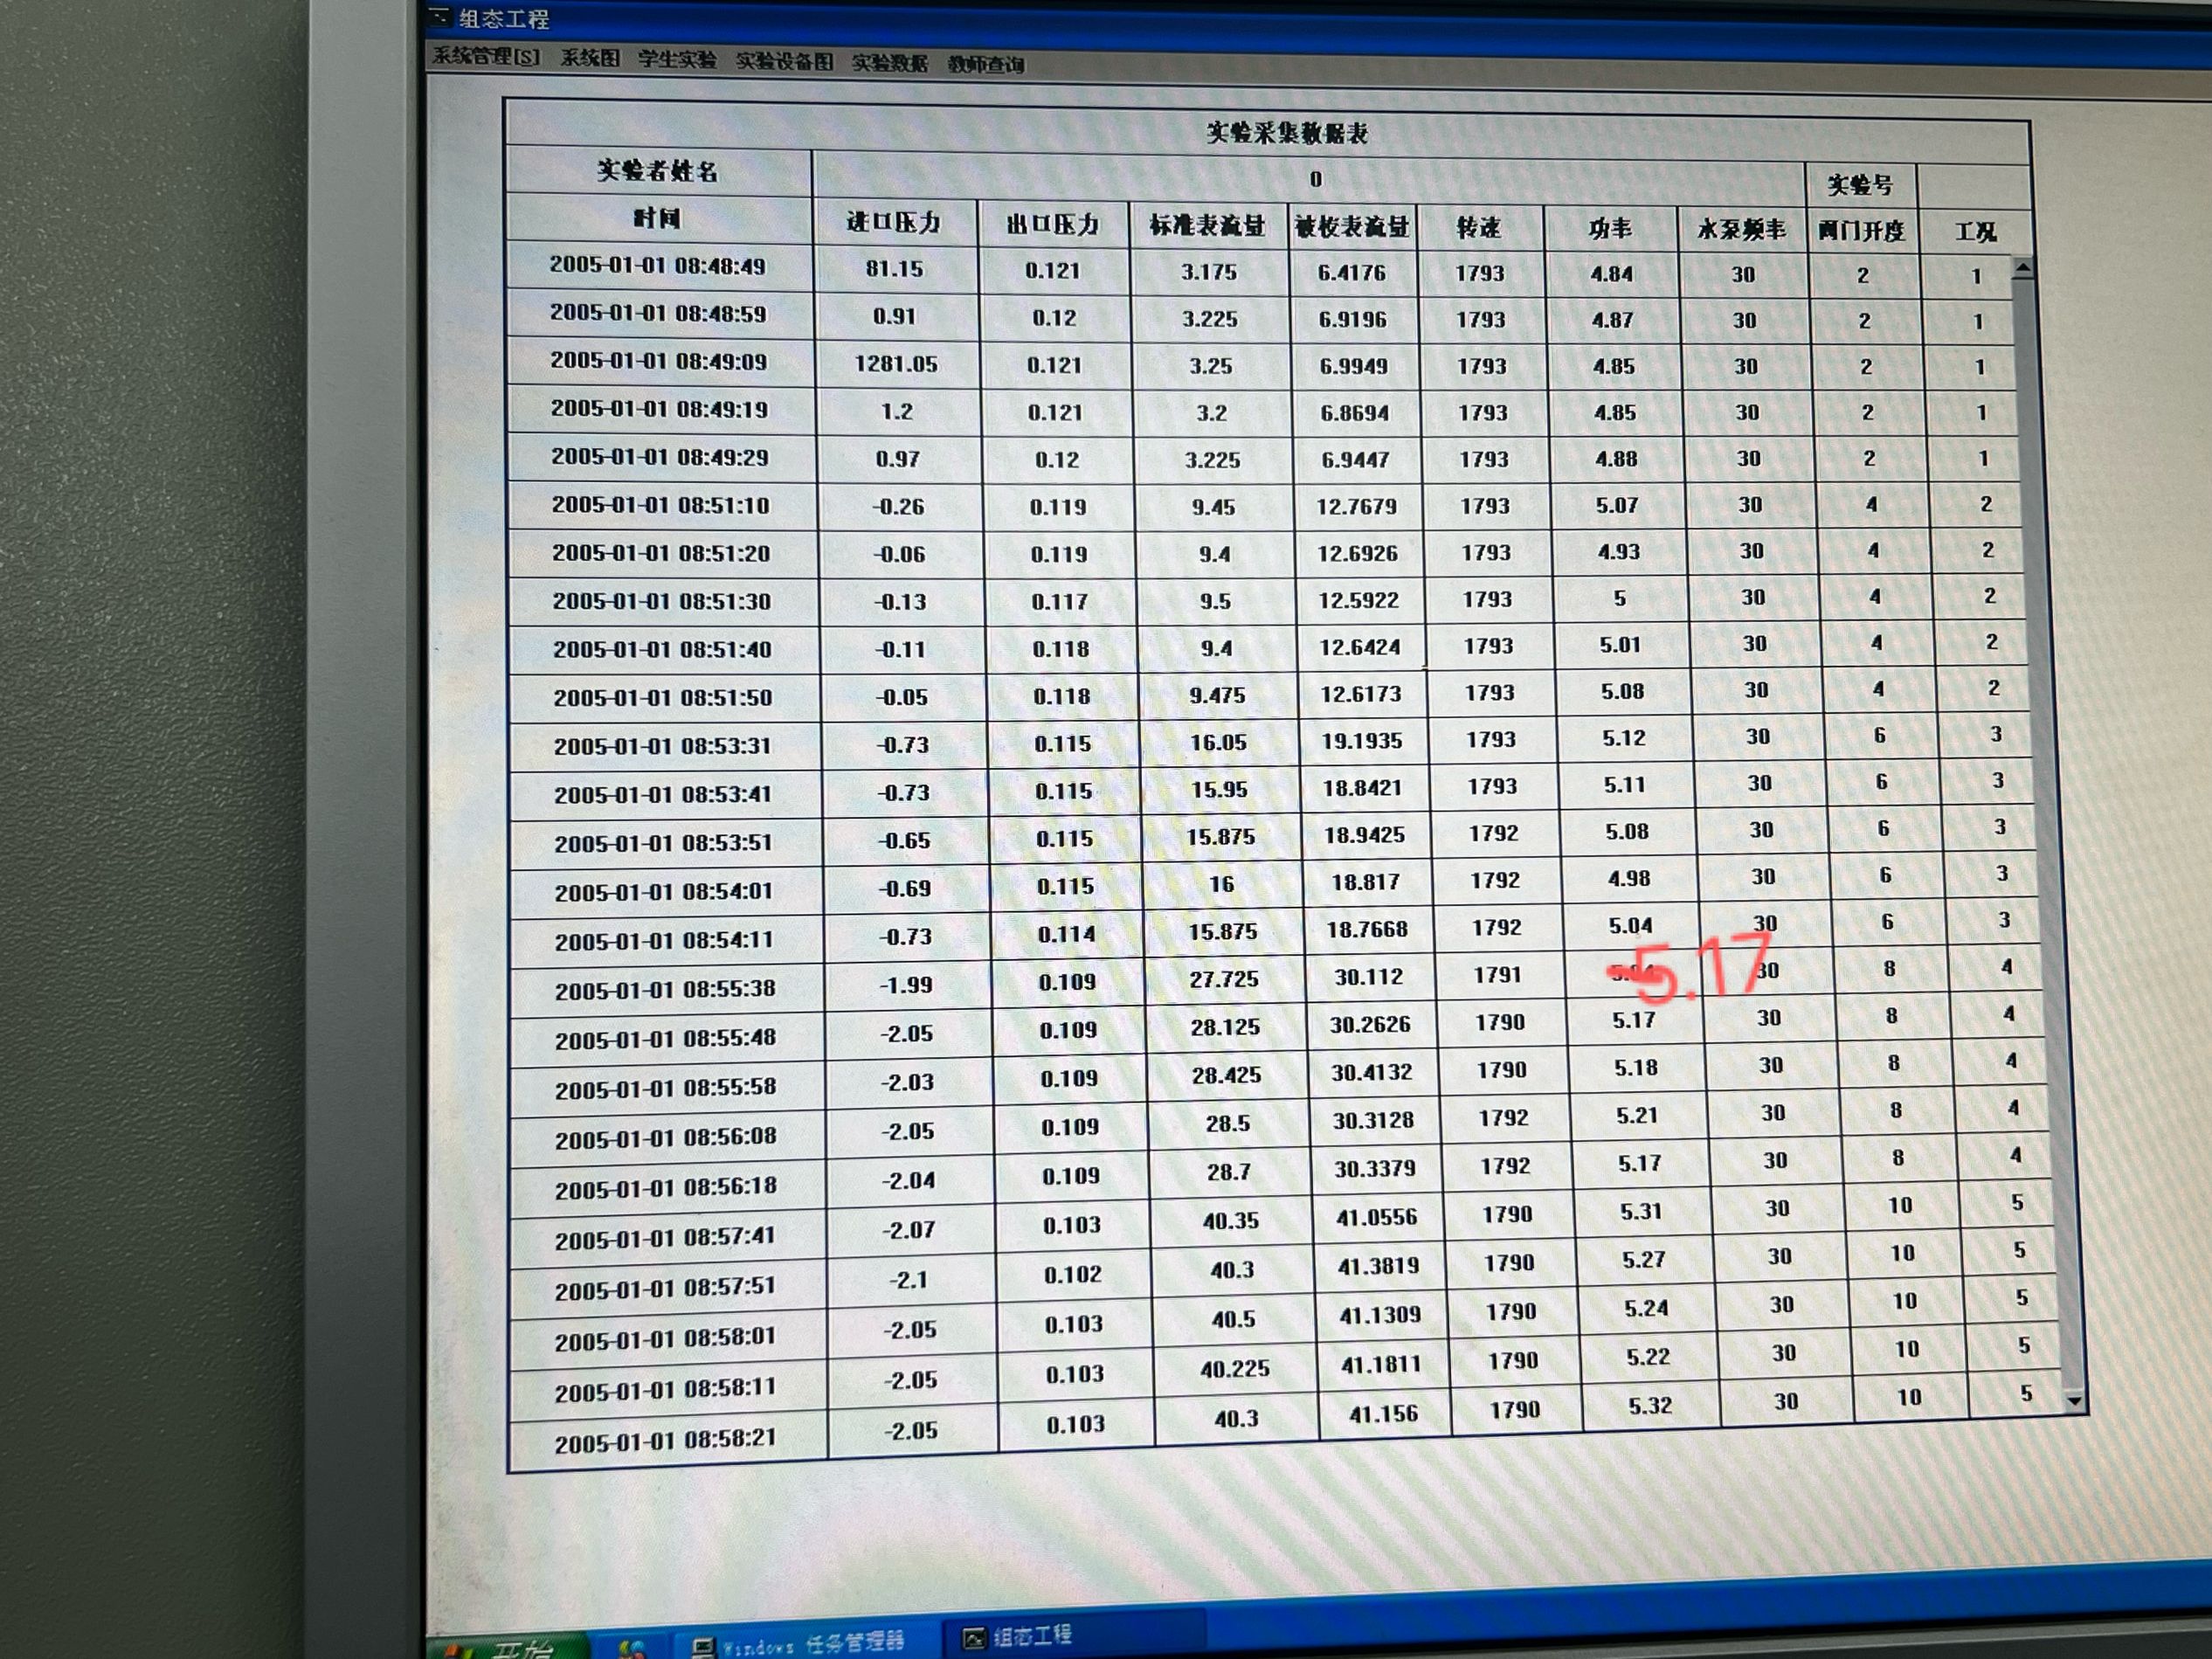 组态工程
系统管理[S] 系统图 学生实验 实验设备图 实验数据 教师查询
实验采集数据表
实验者姓名 0 实验号
时间 进口压力 出口压力 标准表流量 被校表流量 转速 功率 水泵频率 阀门开度 工况
2005-01-01 08:48:49 81.15 0.121 3.175 6.4176 1793 4.84 30 2 1
2005-01-01 08:48:59 0.91 0.12 3.225 6.9196 1793 4.87 30 2 1
2005-01-01 08:49:09 1281.05 0.121 3.25 6.9949 1793 4.85 30 2 1
2005-01-01 08:49:19 1.2 0.121 3.2 6.8694 1793 4.85 30 2 1
2005-01-01 08:49:29 0.97 0.12 3.225 6.9447 1793 4.88 30 2 1
2005-01-01 08:51:10 -0.26 0.119 9.45 12.7679 1793 5.07 30 4 2
2005-01-01 08:51:20 -0.06 0.119 9.4 12.6926 1793 4.93 30 4 2
2005-01-01 08:51:30 -0.13 0.117 9.5 12.5922 1793 5 30 4 2
2005-01-01 08:51:40 -0.11 0.118 9.4 12.6424 1793 5.01 30 4 2
2005-01-01 08:51:50 -0.05 0.118 9.475 12.6173 1793 5.08 30 4 2
2005-01-01 08:53:31 -0.73 0.115 16.05 19.1935 1793 5.12 30 6 3
2005-01-01 08:53:41 -0.73 0.115 15.95 18.8421 1793 5.11 30 6 3
2005-01-01 08:53:51 -0.65 0.115 15.875 18.9425 1792 5.08 30 6 3
2005-01-01 08:54:01 -0.69 0.115 16 18.817 1792 4.98 30 6 3
2005-01-01 08:54:11 -0.73 0.114 15.875 18.7668 1792 5.04 30 6 3
2005-01-01 08:55:38 -1.99 0.109 27.725 30.112 1791 5.17 30 8 4
2005-01-01 08:55:48 -2.05 0.109 28.125 30.2626 1790 5.17 30 8 4
2005-01-01 08:55:58 -2.03 0.109 28.425 30.4132 1790 5.18 30 8 4
2005-01-01 08:56:08 -2.05 0.109 28.5 30.3128 1792 5.21 30 8 4
2005-01-01 08:56:18 -2.04 0.109 28.7 30.3379 1792 5.17 30 8 4
2005-01-01 08:57:41 -2.07 0.103 40.35 41.0556 1790 5.31 30 10 5
2005-01-01 08:57:51 -2.1 0.102 40.3 41.3819 1790 5.27 30 10 5
2005-01-01 08:58:01 -2.05 0.103 40.5 41.1309 1790 5.24 30 10 5
2005-01-01 08:58:11 -2.05 0.103 40.225 41.1811 1790 5.22 30 10 5
2005-01-01 08:58:21 -2.05 0.103 40.3 41.156 1790 5.32 30 10 5
开始 Windows 任务管理器 组态工程